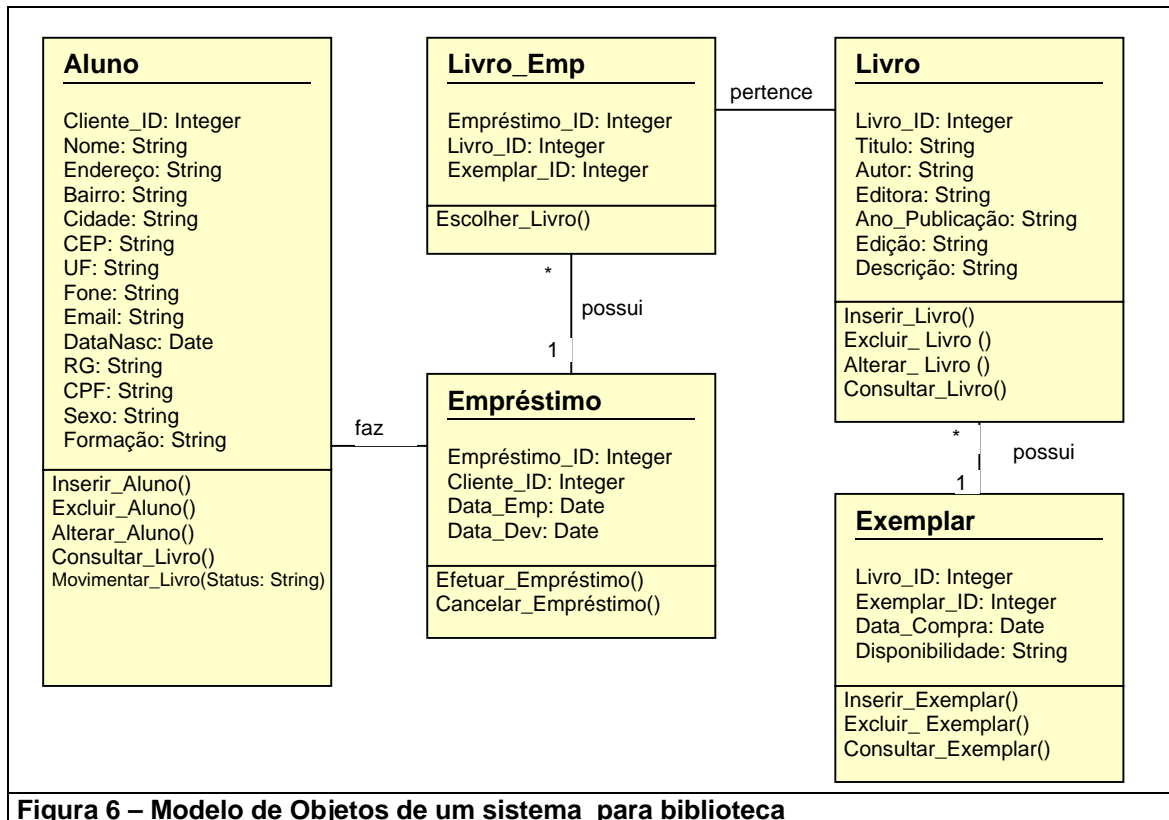 Aluno
Cliente_ID: Integer
Nome: String
Endereço: String
Bairro: String
Cidade: String
CEP: String
UF: String
Fone: String
Email: String
DataNasc: Date
RG: String
CPF: String
Sexo: String
Formação: String
Inserir_Aluno()
Excluir_Aluno()
Alterar_Aluno()
Consultar_Livro()
Movimentar_Livro(Status: String)
faz
Livro_Emp
Empréstimo_ID: Integer
Livro_ID: Integer
Exemplar_ID: Integer
Escolher_Livro()
*
possui
1
Empréstimo
Empréstimo_ID: Integer
Cliente_ID: Integer
Data_Emp: Date
Data_Dev: Date
Efetuar_Empréstimo()
Cancelar_Empréstimo()
pertence
Livro
Livro_ID: Integer
Titulo: String
Autor: String
Editora: String
Ano_Publicação: String
Edição: String
Descrição: String
Inserir_Livro()
Excluir_ Livro ()
Alterar_ Livro ()
Consultar_Livro()
*
possui
1
Exemplar
Livro_ID: Integer
Exemplar_ID: Integer
Data_Compra: Date
Disponibilidade: String
Inserir_Exemplar()
Excluir_ Exemplar()
Consultar_Exemplar()
Figura 6 – Modelo de Objetos de um sistema para biblioteca